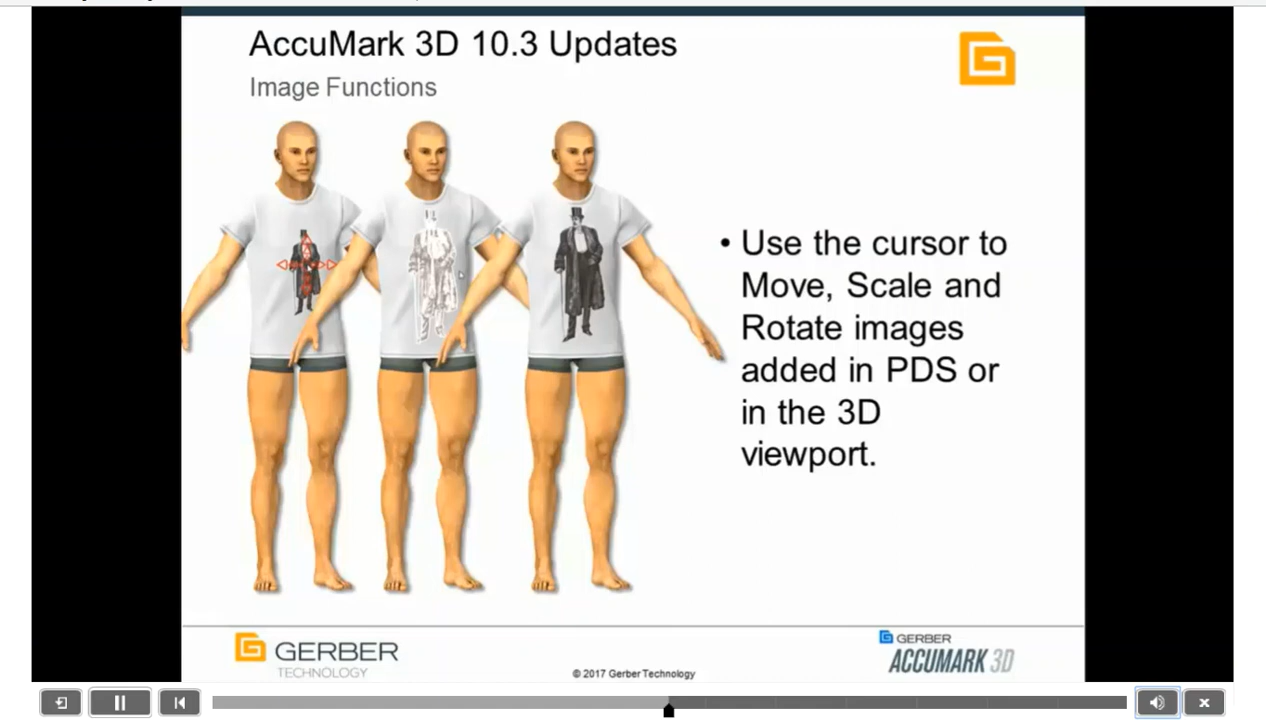 AccuMark 3D 10.3 Updates
Image Functions
• Use the cursor to
Move, Scale and
Rotate images
added in PDS or
in the 3D
viewport.
GERBER
TECHNOLOGY
© 2017 Gerber Technology
GERBER
ACCUMARK 3D